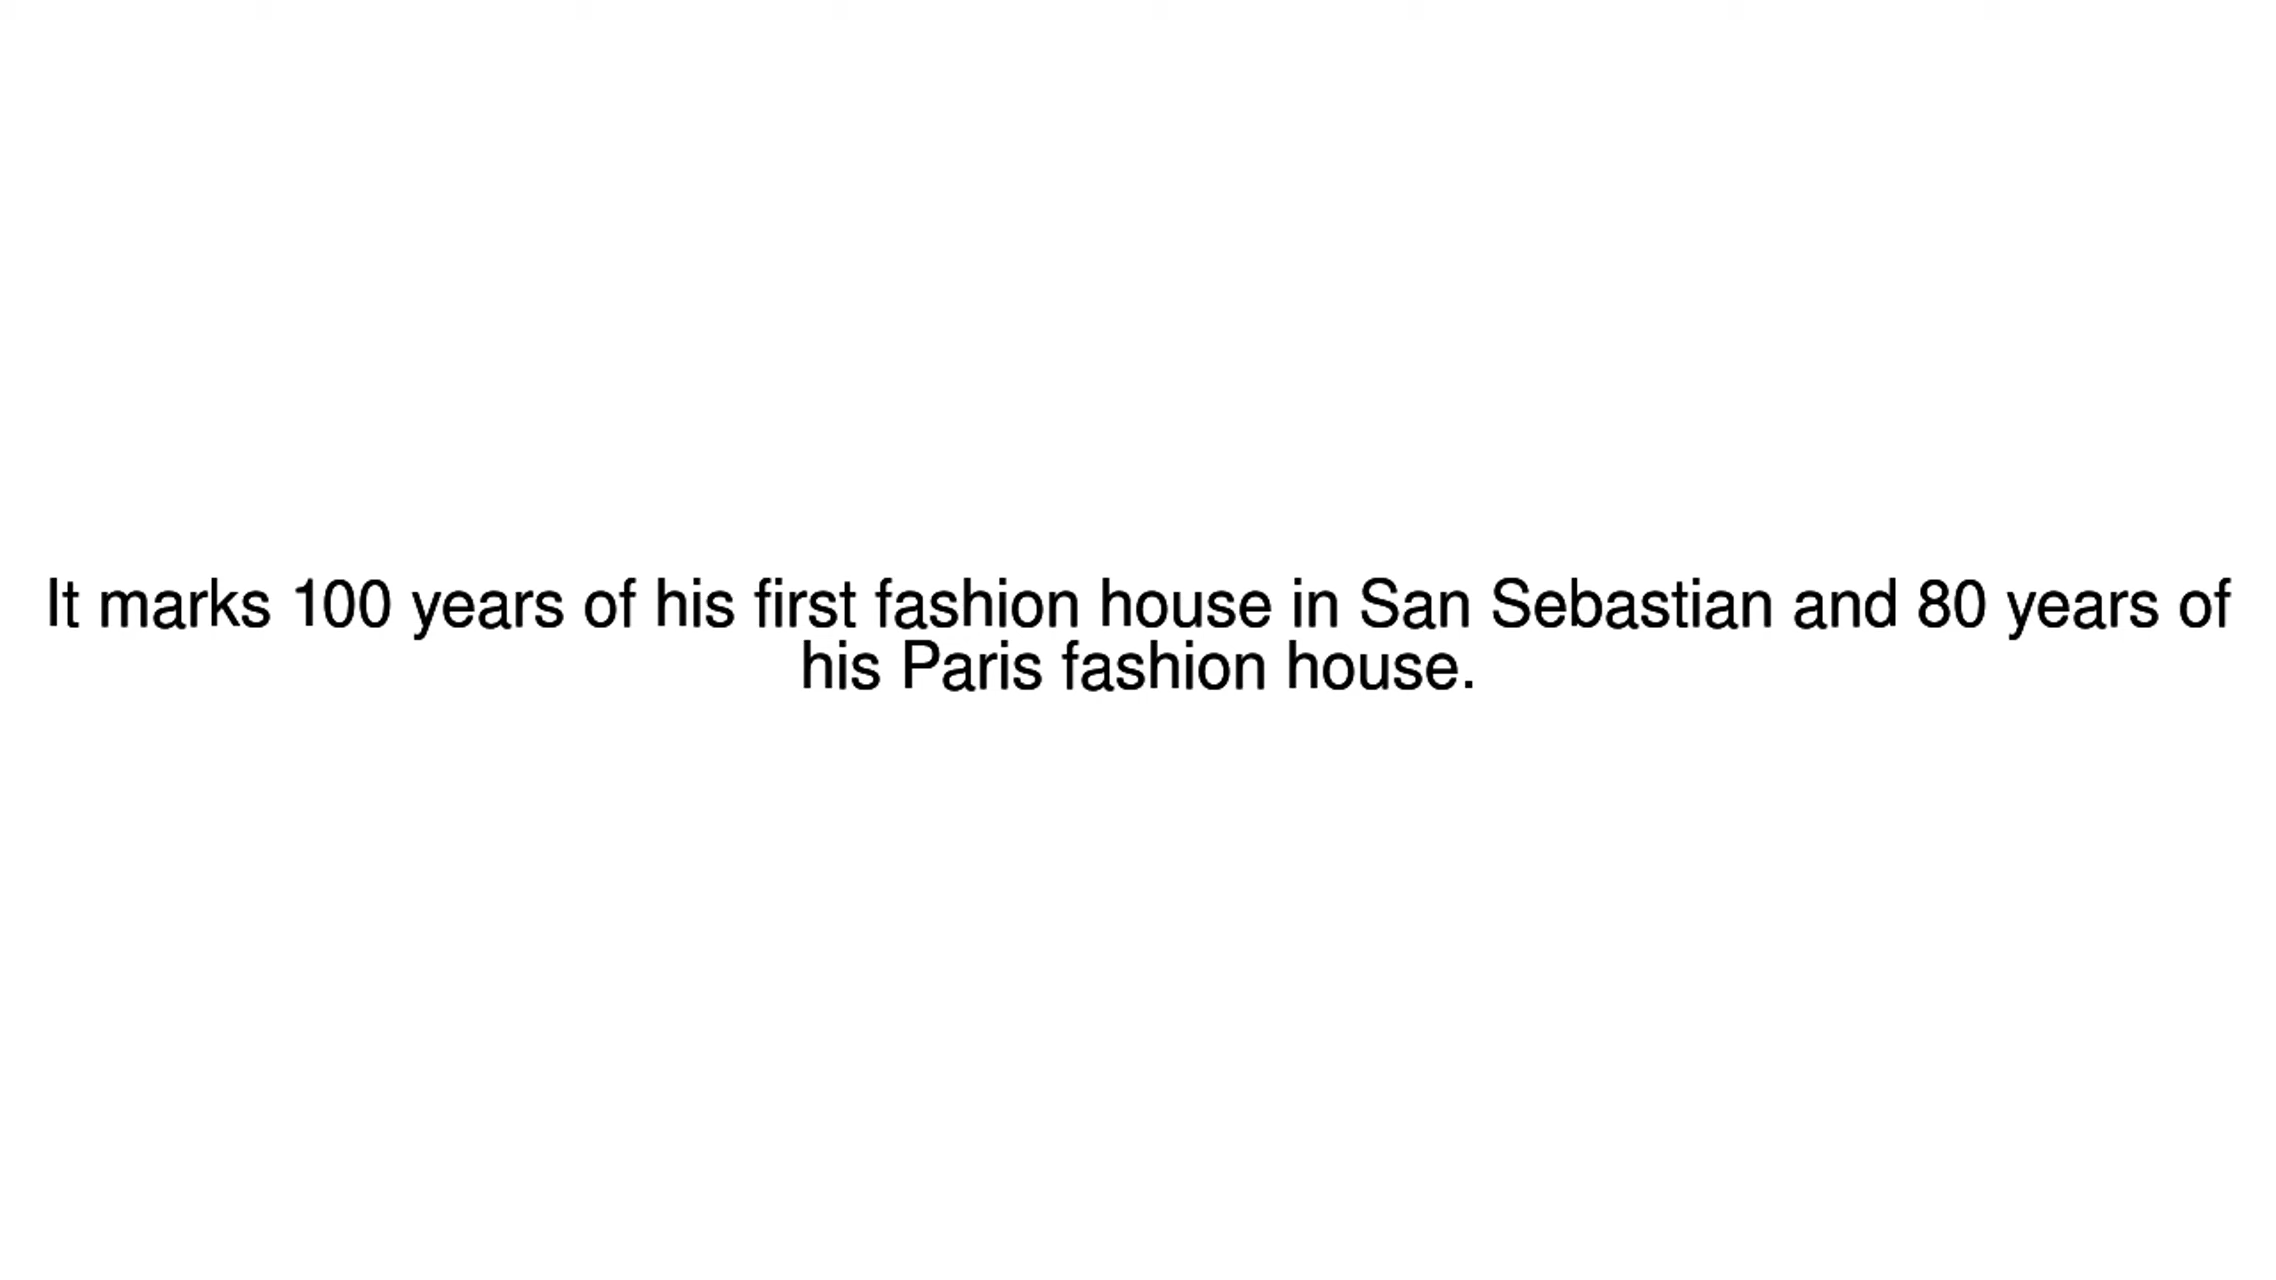 It marks 100 years of his first fashion house in San Sebastian and 80 years of
his Paris fashion house.